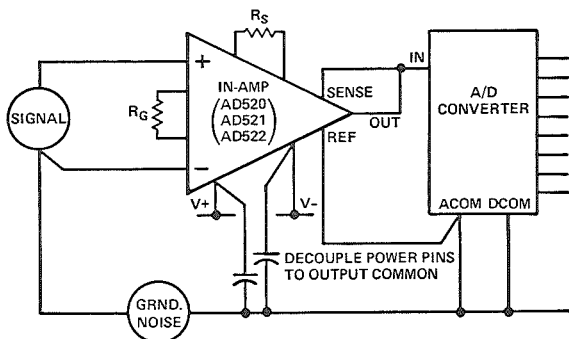 RS
IN
+
IN-AMP
(AD520
AD521
AD522)
SENSE
A/D
CONVERTER
SIGNAL
RG
OUT
REF
−
V+
V-
ACOM DCOM
DECOUPLE POWER PINS
TO OUTPUT COMMON
GRND.
NOISE